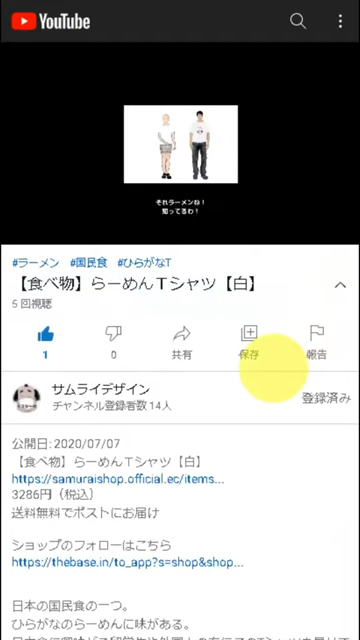 YouTube
それラーメンね！
知ってるわ！
#ラーメン #国民食 #ひらがなT
【食べ物】らーめんTシャツ【白】
5 回視聴
1
0
共有
保存
報告
サムライデザイン
チャンネル登録者数 14人
登録済み
公開日: 2020/07/07
【食べ物】らーめんTシャツ【白】
https://samuraishop.official.ec/items...
3286円（税込）
送料無料でポストにお届け
ショップのフォローはこちら
https://thebase.in/to_app?s=shop&shop...
日本の国民食の一つ。
ひらがなのらーめんに味がある。